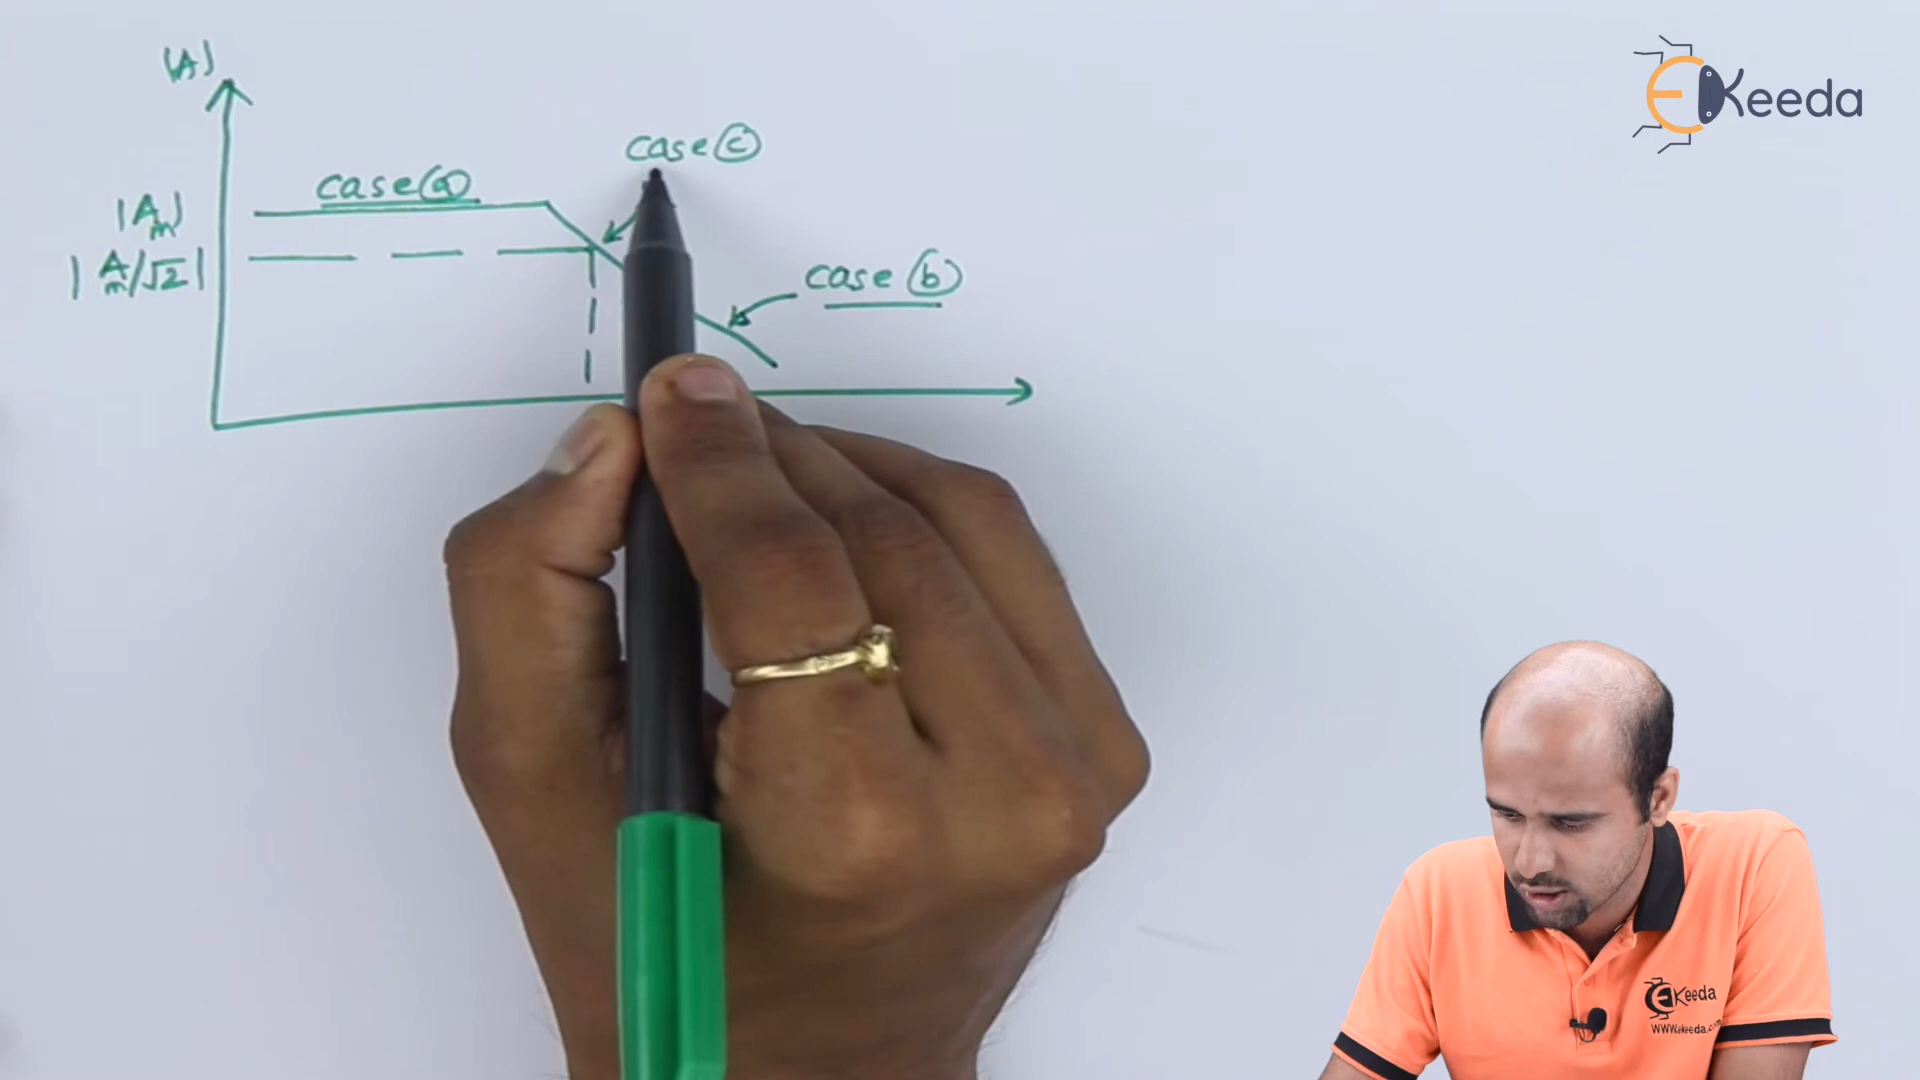 |A|
case (c)
case (a)
|Am|
|Am/√2|
case (b)
EKeeda
EKeeda